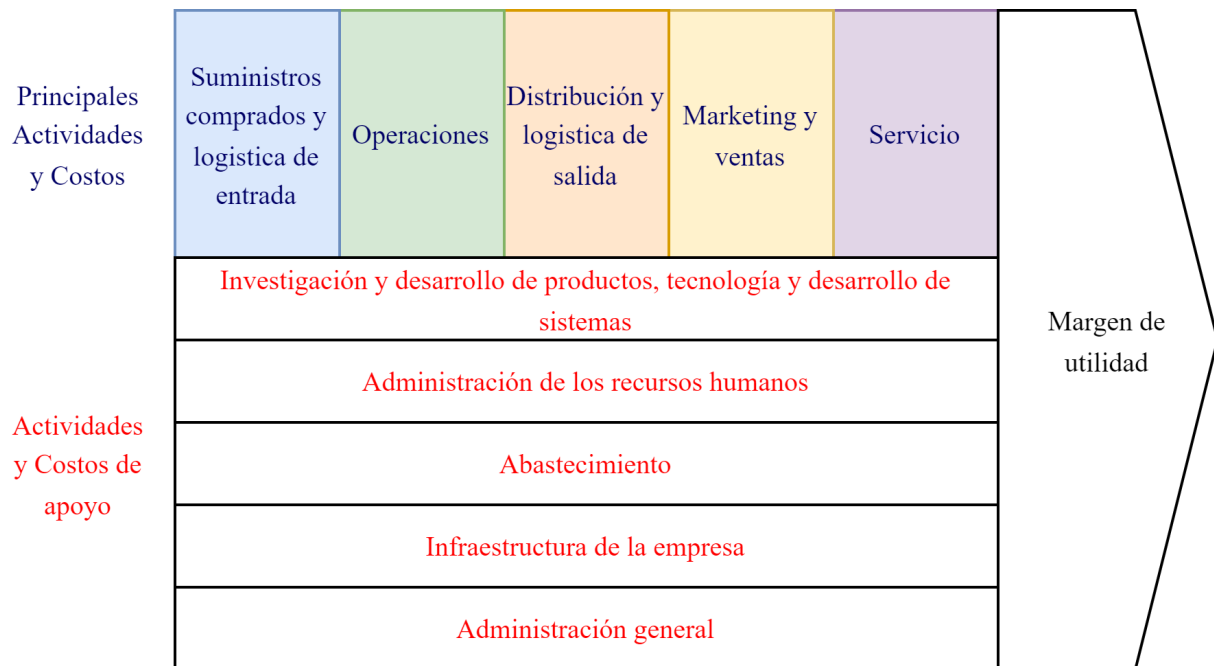 Principales
Actividades
y Costos
Suministros
comprados y
logistica de
entrada
Operaciones
Distribución y
logistica de
salida
Marketing y
ventas
Servicio
Investigación y desarrollo de productos, tecnología y desarrollo de
sistemas
Administración de los recursos humanos
Actividades
y Costos de
apoyo
Abastecimiento
Infraestructura de la empresa
Administración general
Margen de
utilidad